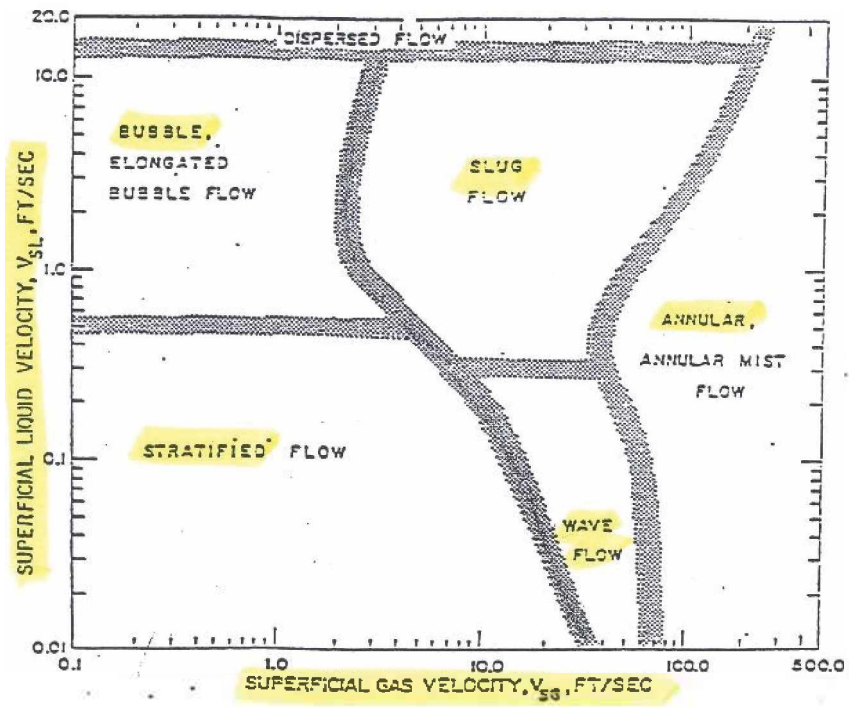 20.0
DISPERSED FLOW
10.0
BUBBLE,
ELONGATED
BUBBLE FLOW
SLUG
FLOW
SUPERFICIAL LIQUID VELOCITY, VSL, FT/SEC
1.0
ANNULAR,
ANNULAR MIST
FLOW
STRATIFIED FLOW
0.1
WAVE
FLOW
0.01
0.1
1.0
10.0
100.0
500.0
SUPERFICIAL GAS VELOCITY, VSG, FT/SEC